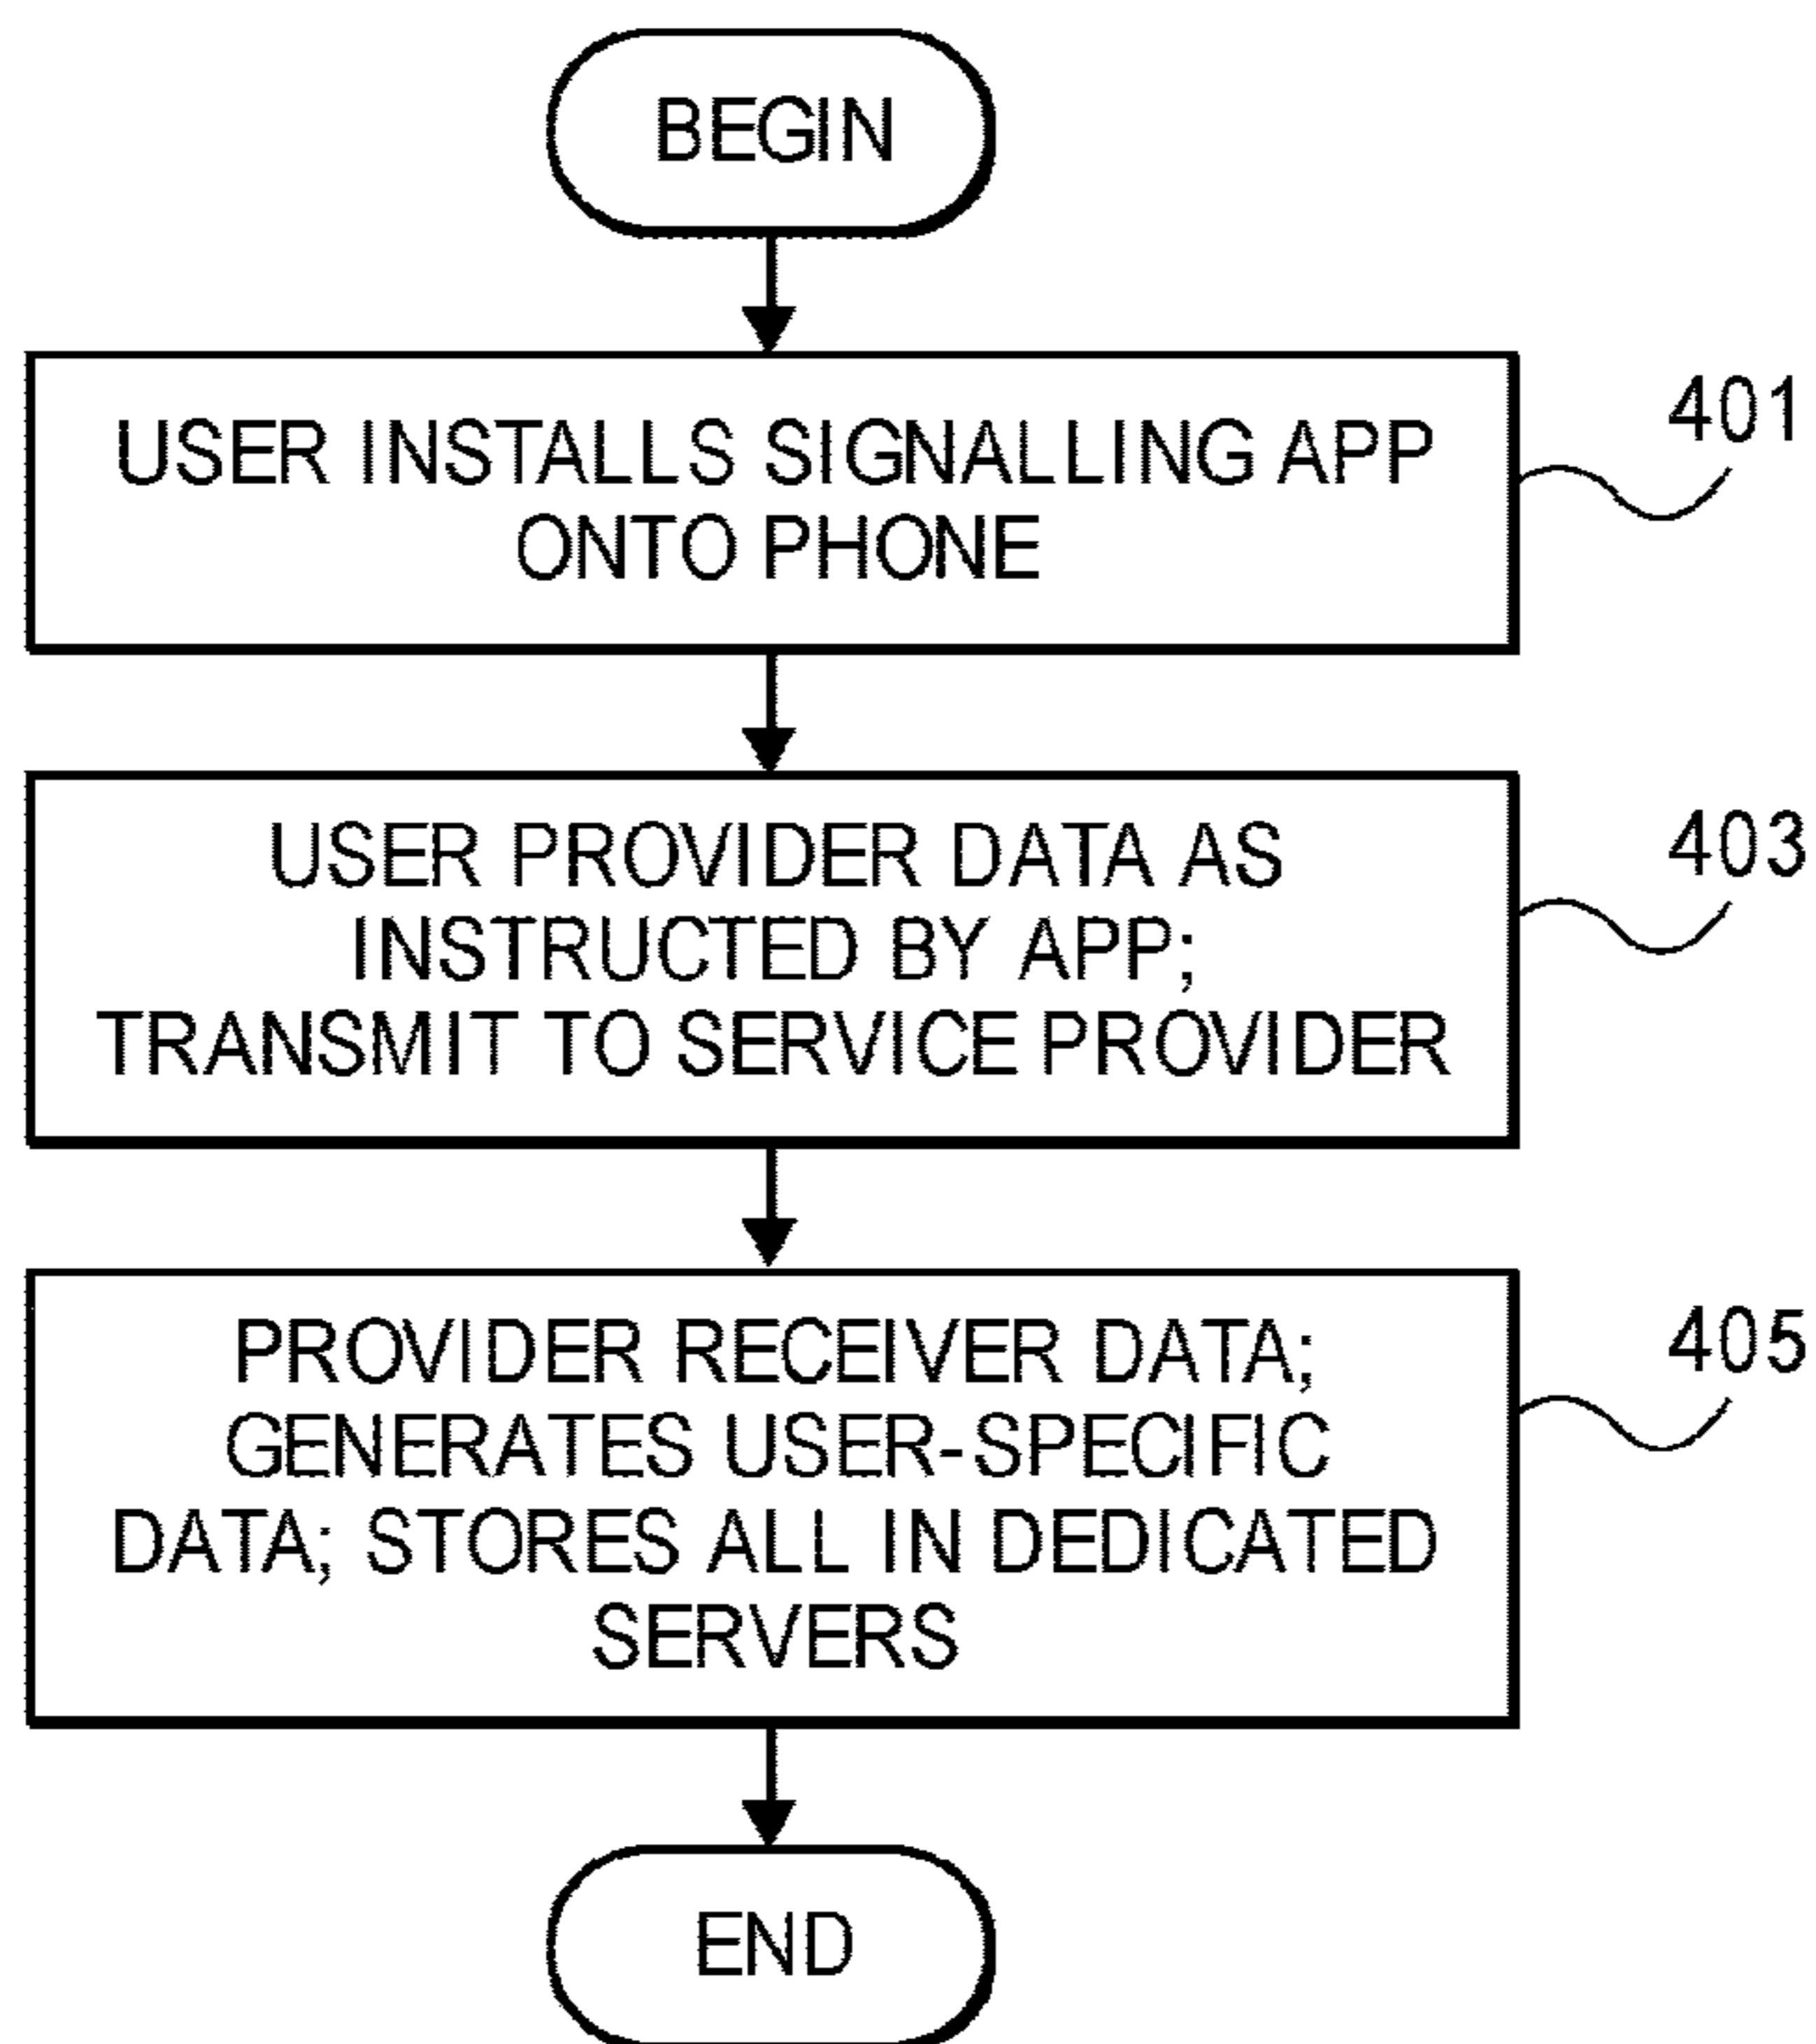 BEGIN
USER INSTALLS SIGNALLING APP
ONTO PHONE
401
USER PROVIDER DATA AS
INSTRUCTED BY APP;
TRANSMIT TO SERVICE PROVIDER
403
PROVIDER RECEIVER DATA;
GENERATES USER-SPECIFIC
DATA; STORES ALL IN DEDICATED
SERVERS
405
END